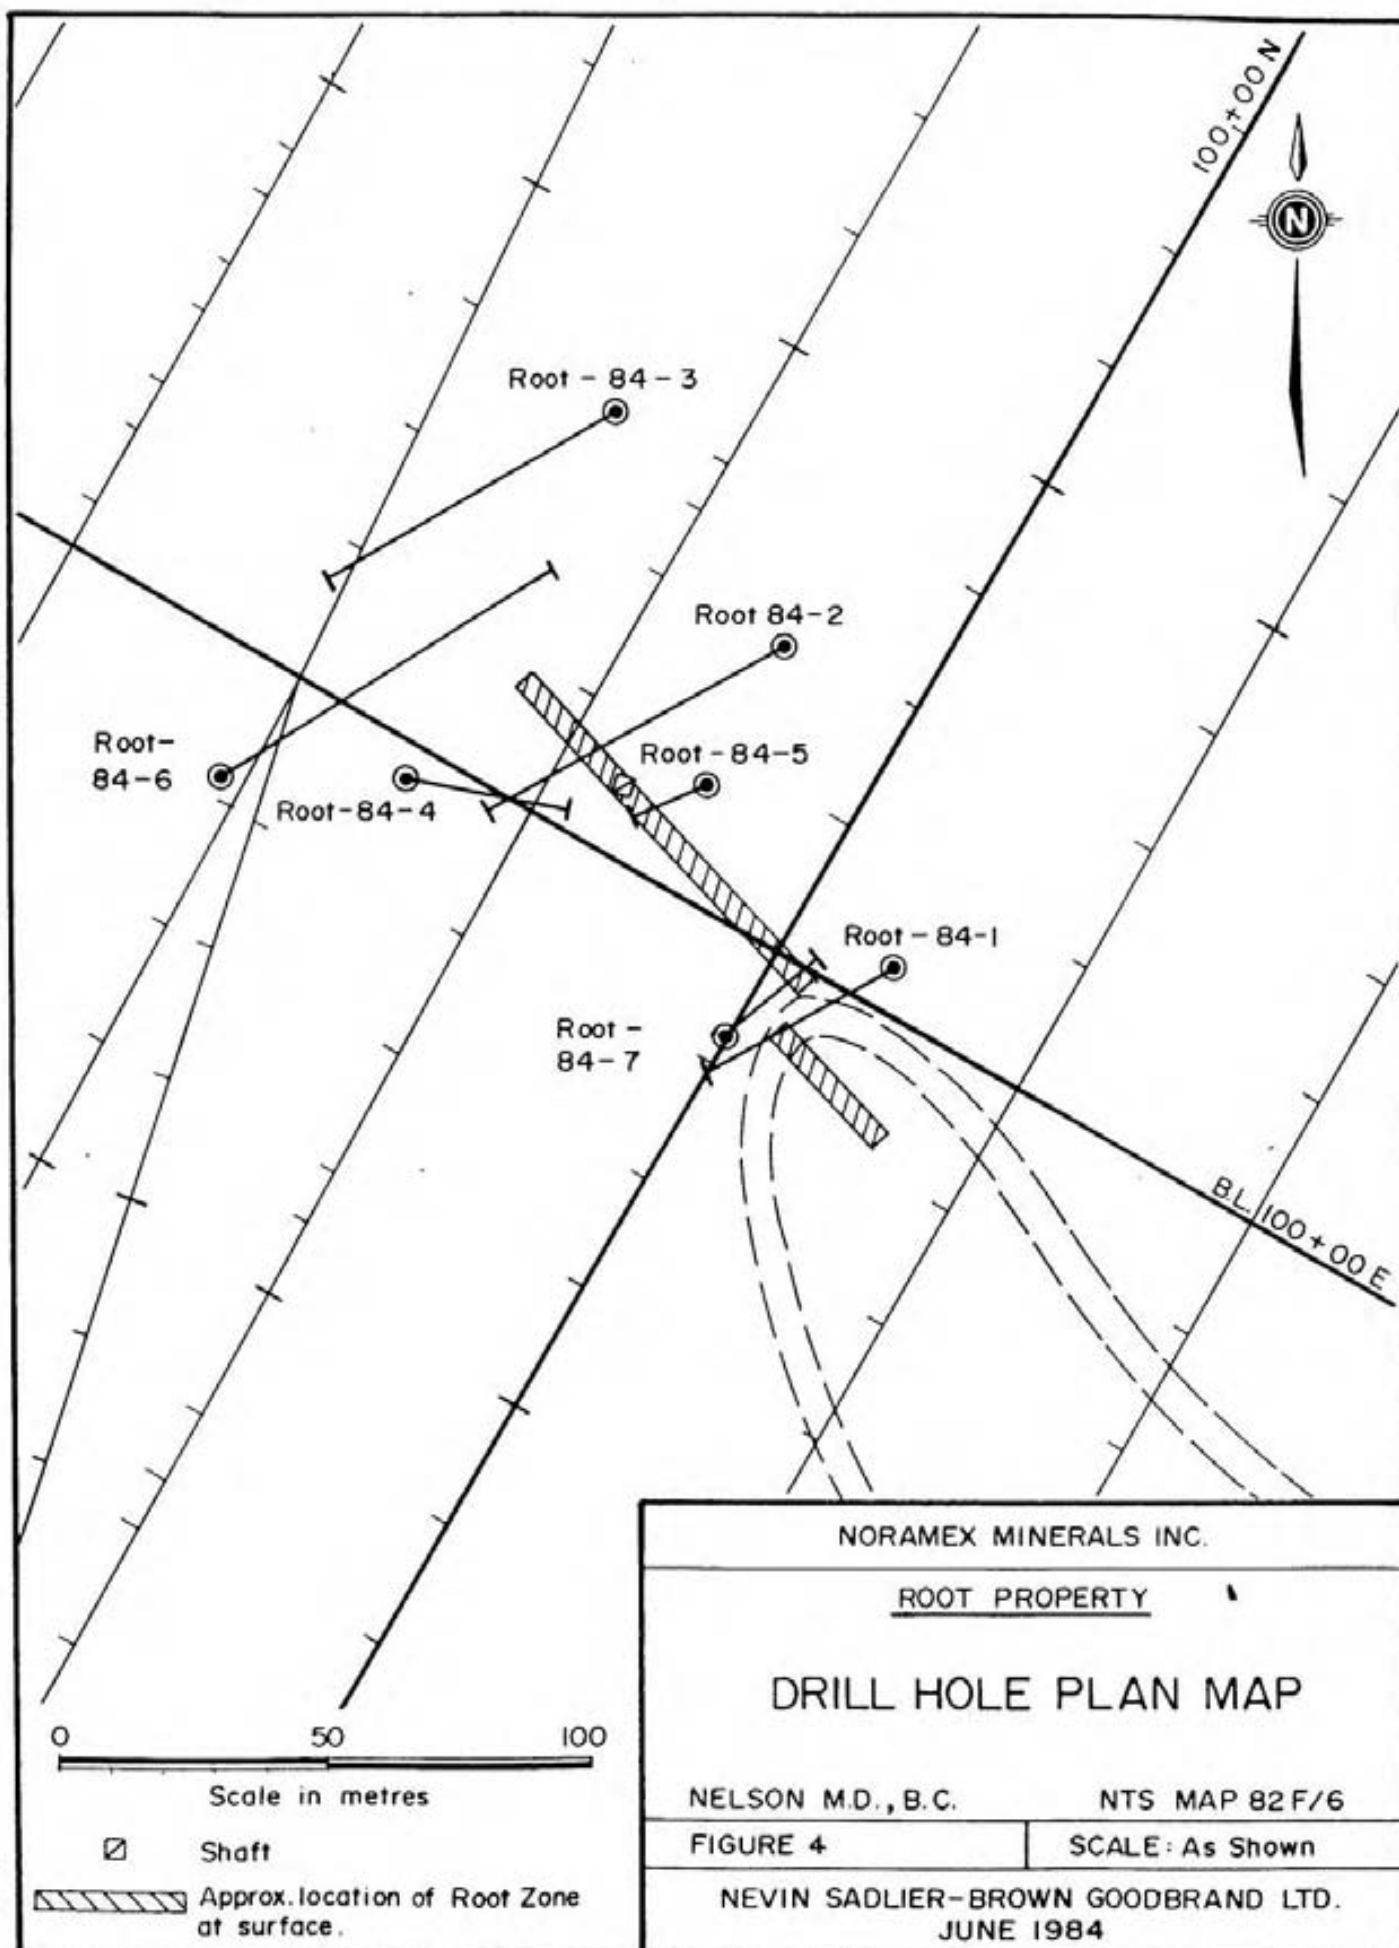 100+00 N
N
Root - 84 - 3
Root 84-2
Root-
84-6
Root - 84-5
Root-84-4
Root - 84-1
Root -
84-7
B.L. 100+00 E
0 50 100
Scale in metres
Shaft
Approx. location of Root Zone
at surface.
NORAMEX MINERALS INC.
ROOT PROPERTY
DRILL HOLE PLAN MAP
NELSON M.D., B.C. NTS MAP 82 F/6
FIGURE 4 SCALE: As Shown
NEVIN SADLIER-BROWN GOODBRAND LTD.
JUNE 1984